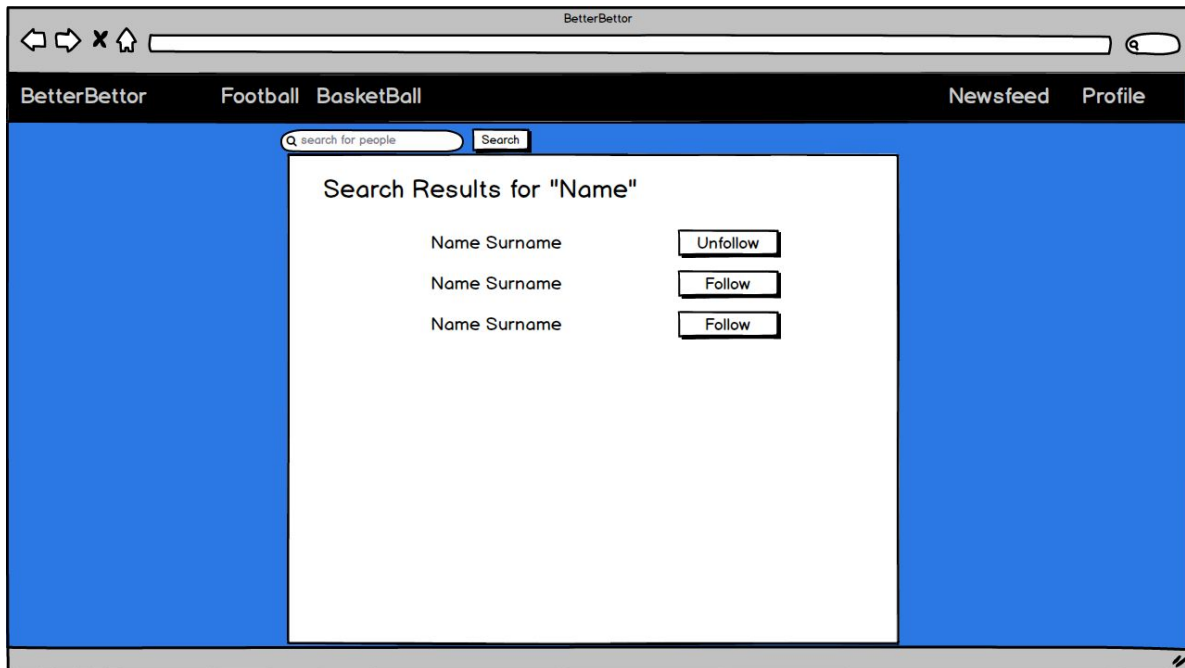 BetterBettor
BetterBettor Football BasketBall Newsfeed Profile
search for people Search
Search Results for "Name"
Name Surname Unfollow
Name Surname Follow
Name Surname Follow